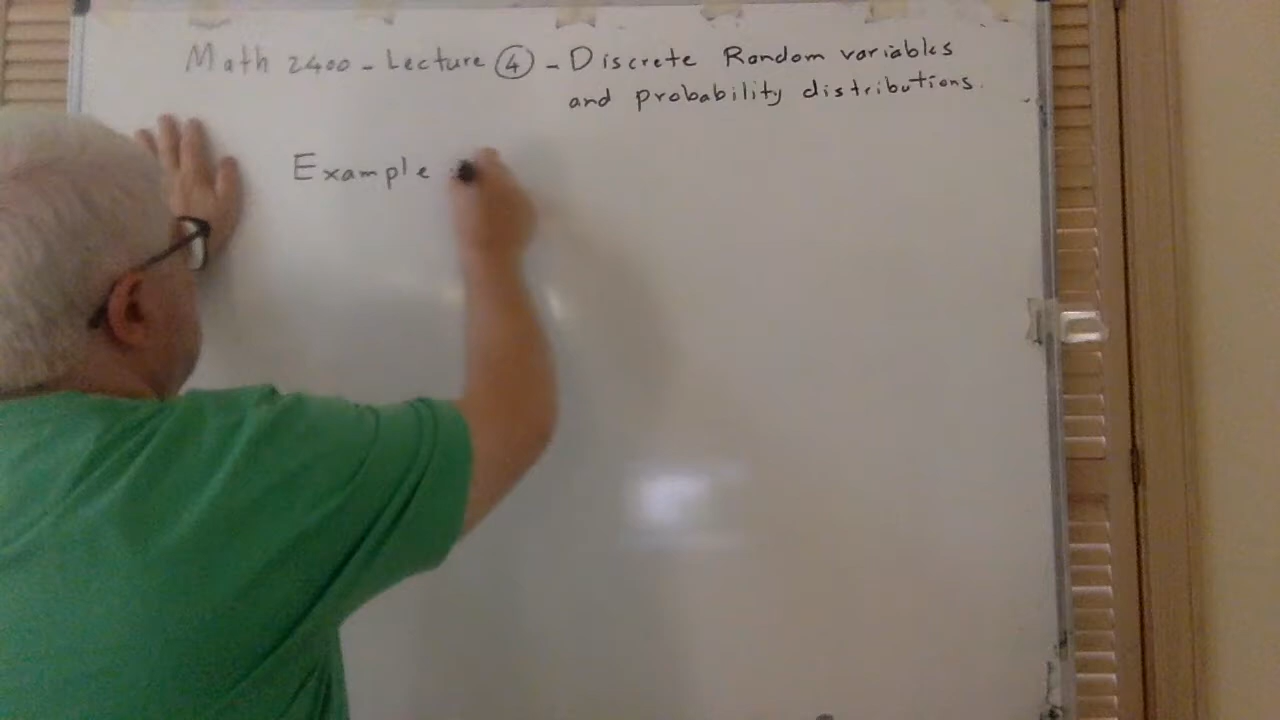 Math 2400 - Lecture ④ - Discrete Random variables
and probability distributions.
Example